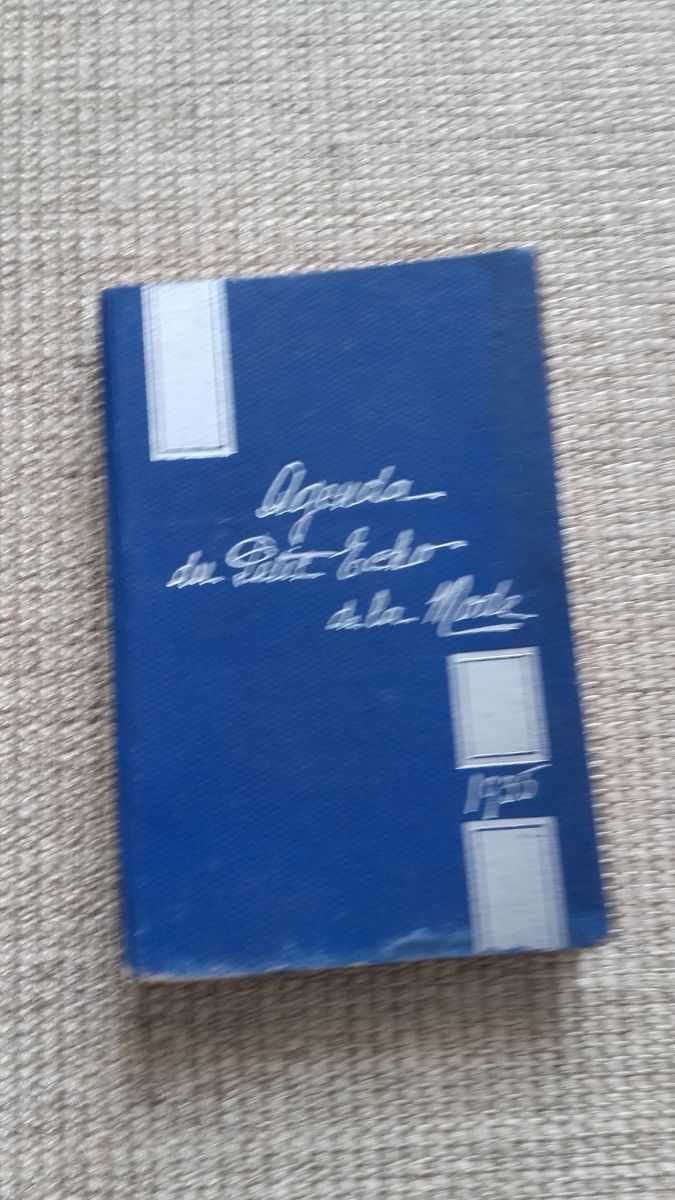 Agenda
du Petit Echo
de la Mode